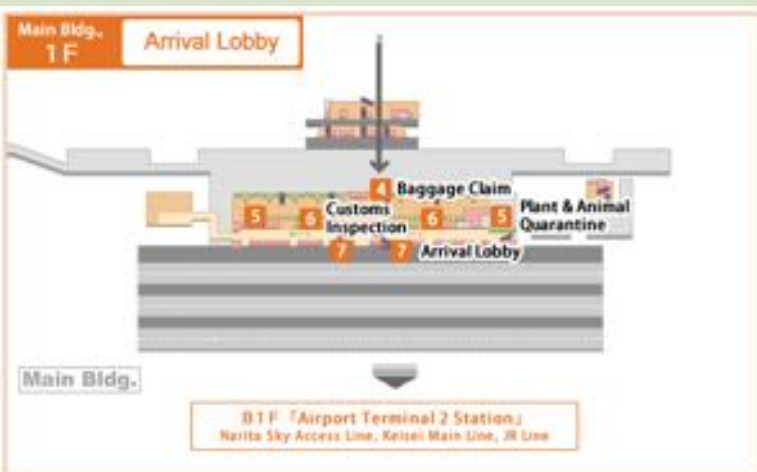 Main Bldg.,
1F
Arrival Lobby
4 Baggage Claim
5
6
Customs
Inspection
6
5
Plant & Animal
Quarantine
7
7
Arrival Lobby
Main Bldg.
B1F 「Airport Terminal 2 Station」
Narita Sky Access Line, Keisei Main Line, JR Line